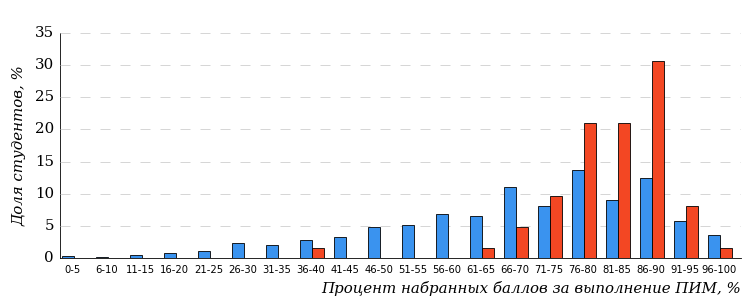 Доля студентов, %
35
30
25
20
15
10
5
0
0-5 6-10 11-15 16-20 21-25 26-30 31-35 36-40 41-45 46-50 51-55 56-60 61-65 66-70 71-75 76-80 81-85 86-90 91-95 96-100
Процент набранных баллов за выполнение ПИМ, %